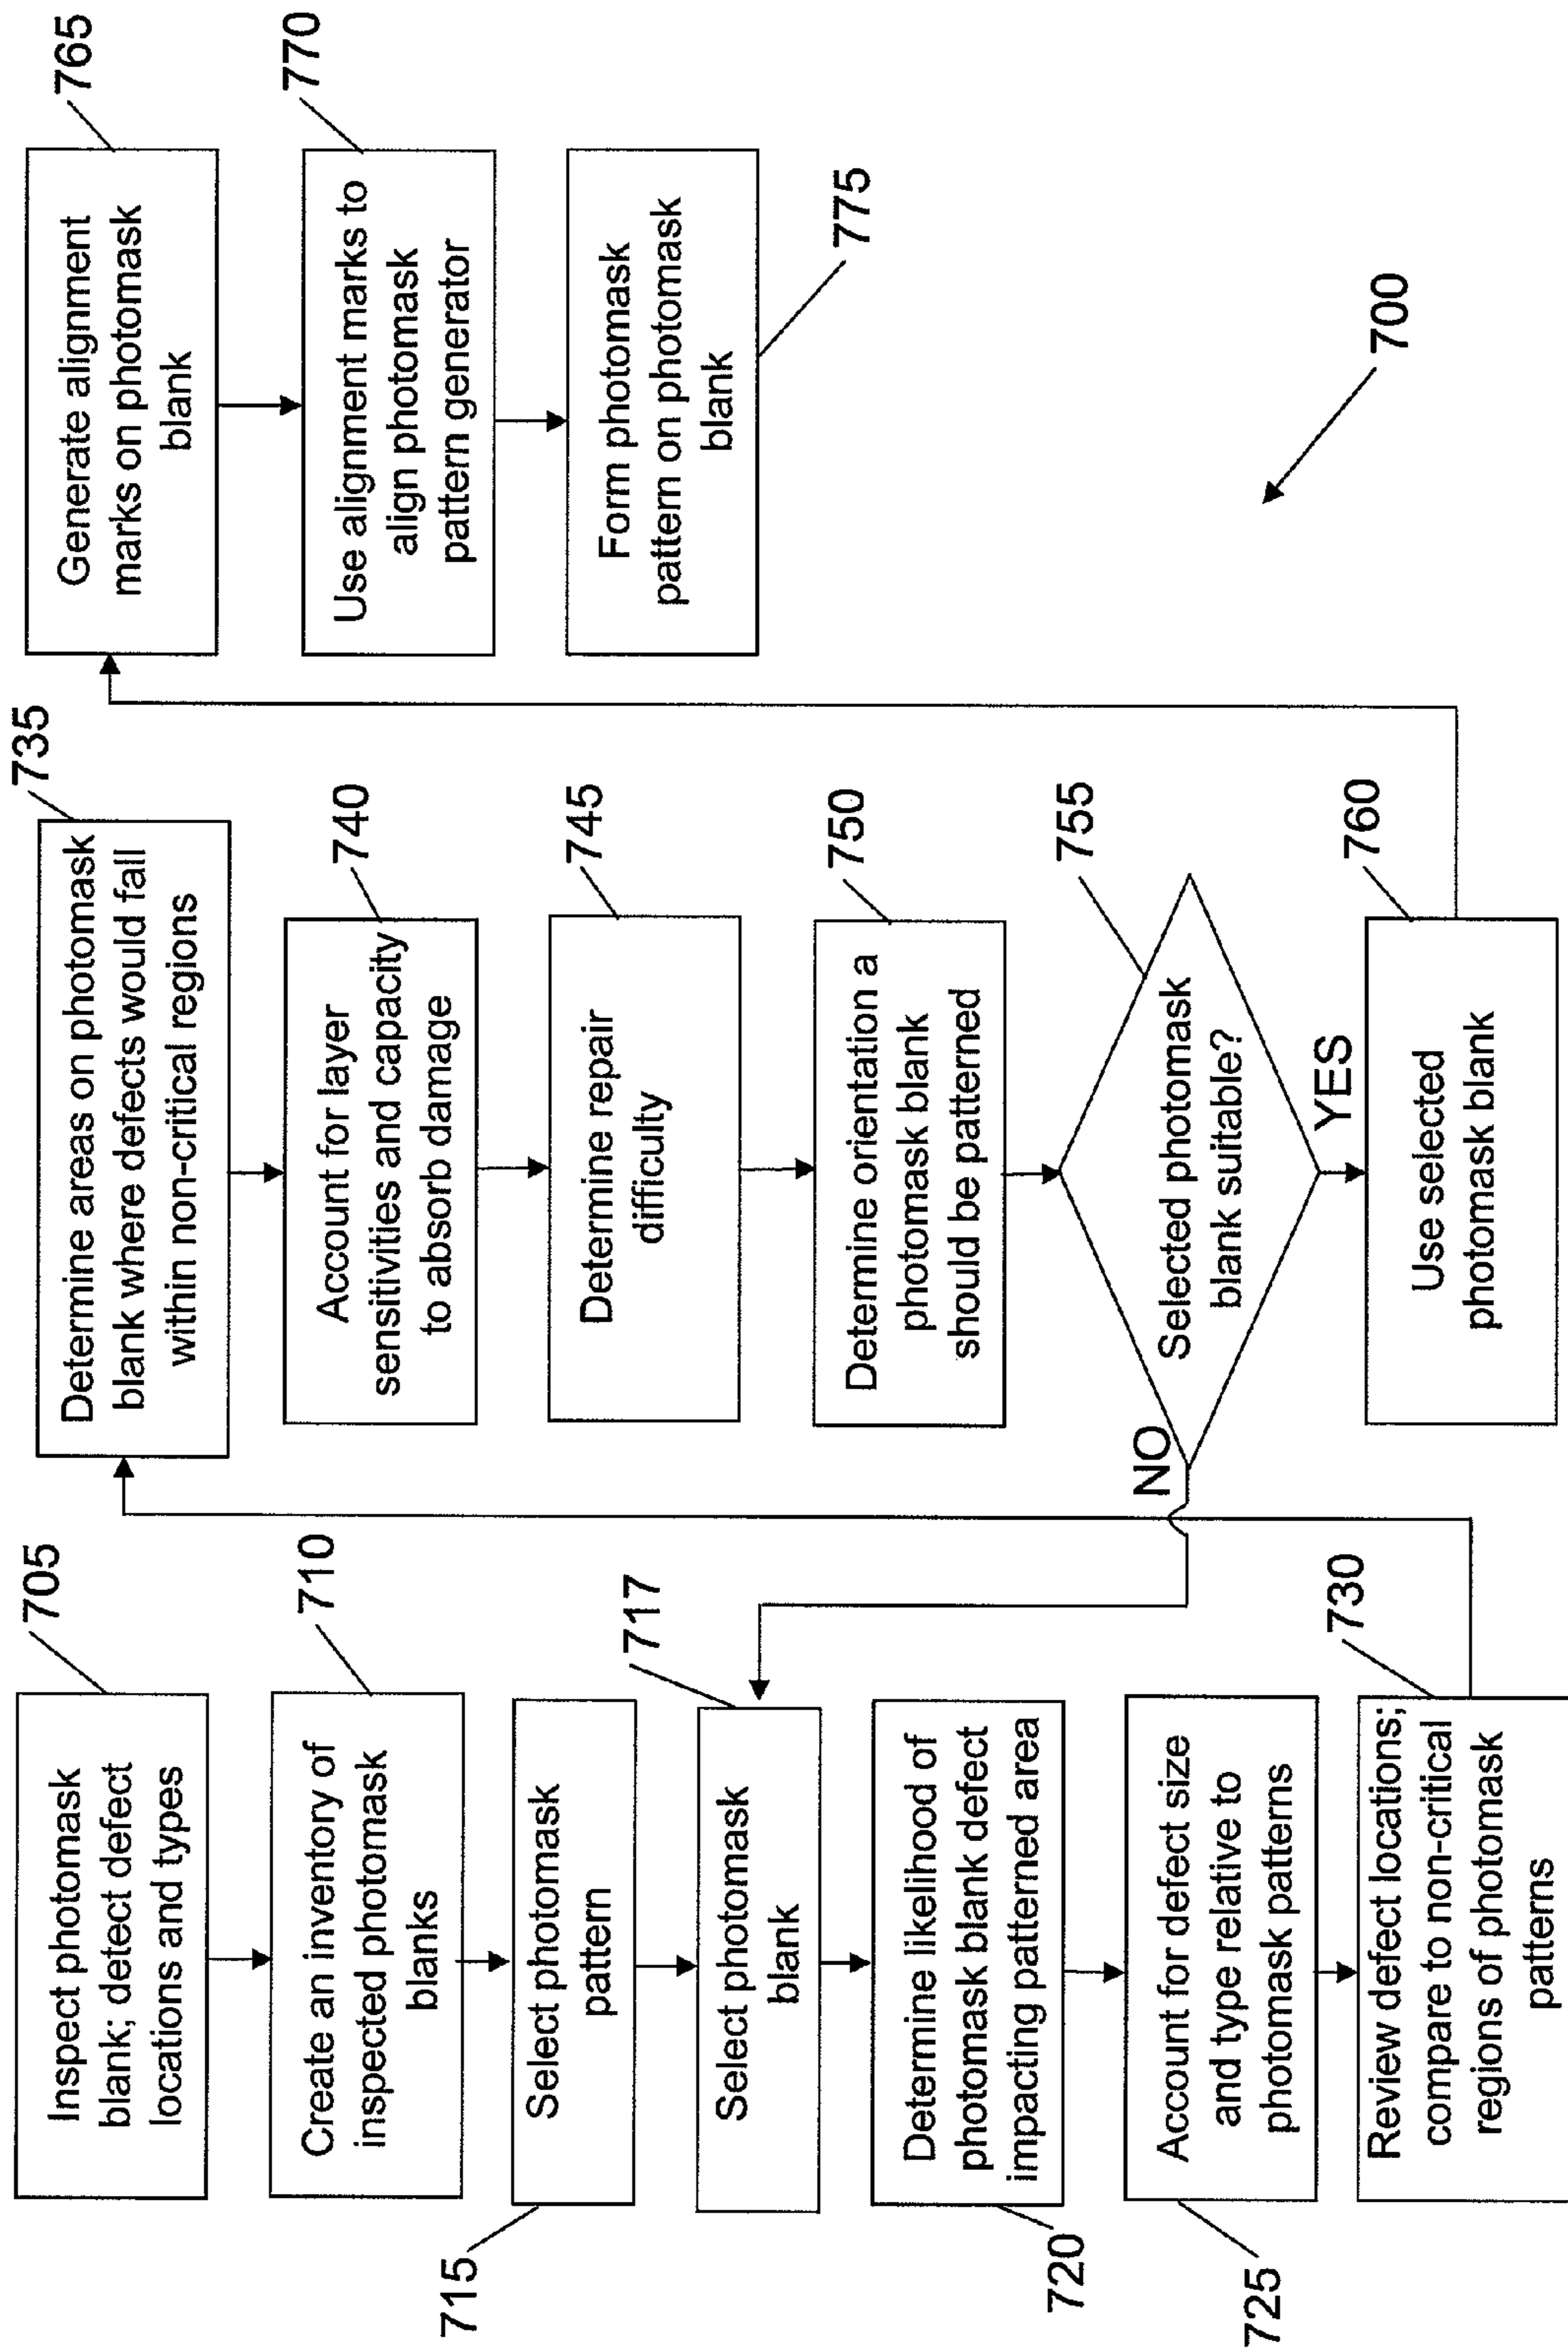 705
Inspect photomask
blank; detect defect
locations and types
710
Create an inventory of
inspected photomask
blanks
715
Select photomask
pattern
717
Select photomask
blank
720
Determine likelihood of
photomask blank defect
impacting patterned area
725
Account for defect size
and type relative to
photomask patterns
730
Review defect locations;
compare to non-critical
regions of photomask
patterns
735
Determine areas on photomask
blank where defects would fall
within non-critical regions
740
Account for layer
sensitivities and capacity
to absorb damage
745
Determine repair
difficulty
750
Determine orientation a
photomask blank
should be patterned
755
Selected photomask
blank suitable?
NO
YES
760
Use selected
photomask blank
765
Generate alignment
marks on photomask
blank
770
Use alignment marks to
align photomask
pattern generator
775
Form photomask
pattern on photomask
blank
700